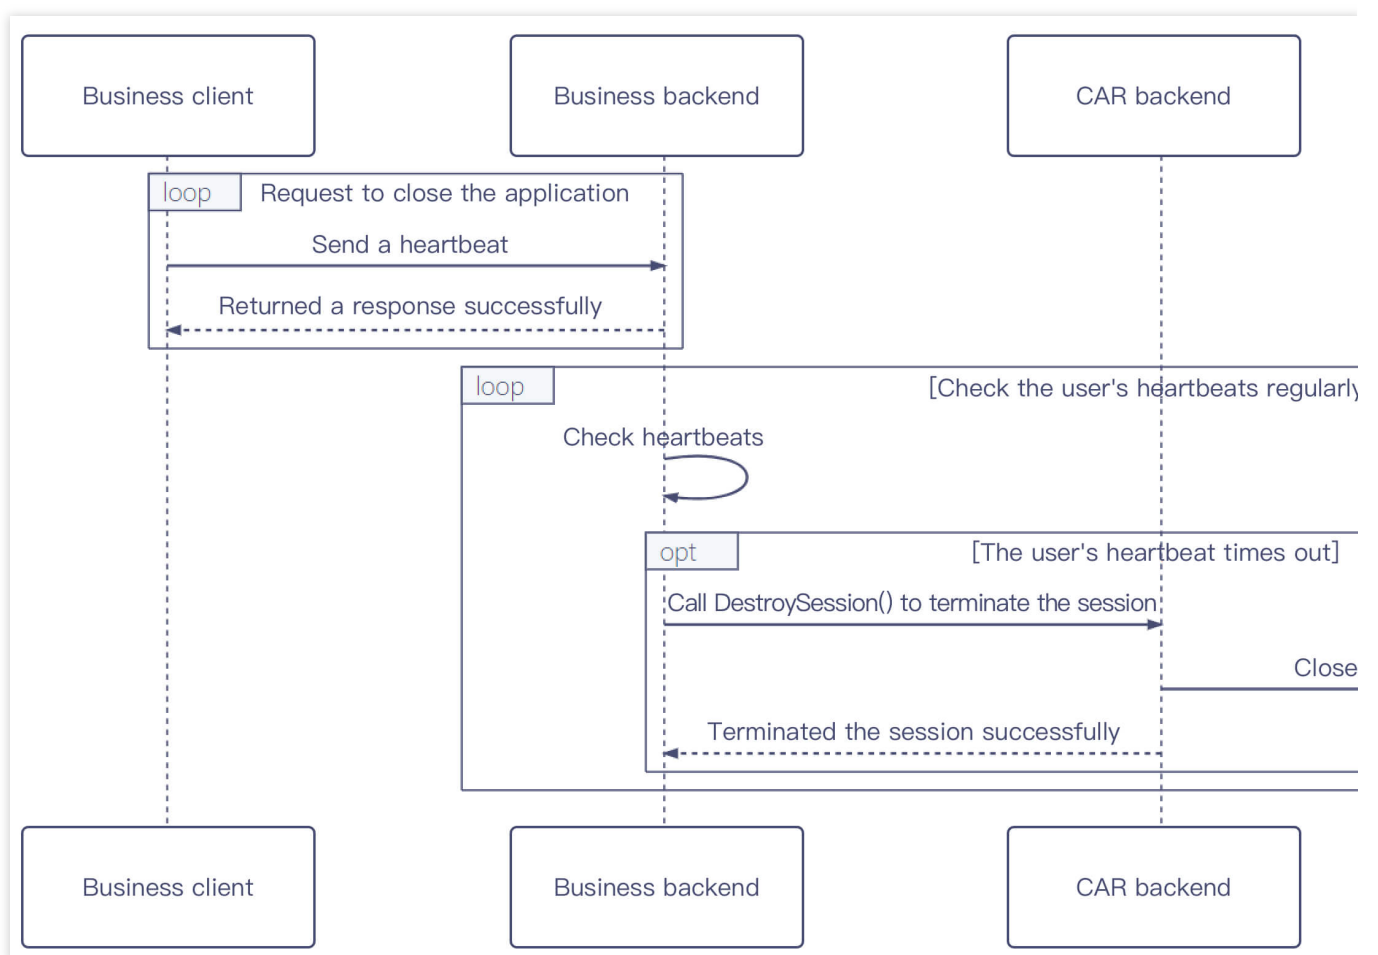 Business client
Business backend
CAR backend
loop
Request to close the application
Send a heartbeat
Returned a response successfully
loop
[Check the user's heartbeats regularly
Check heartbeats
opt
[The user's heartbeat times out]
Call DestroySession() to terminate the session
Close
Terminated the session successfully
Business client
Business backend
CAR backend